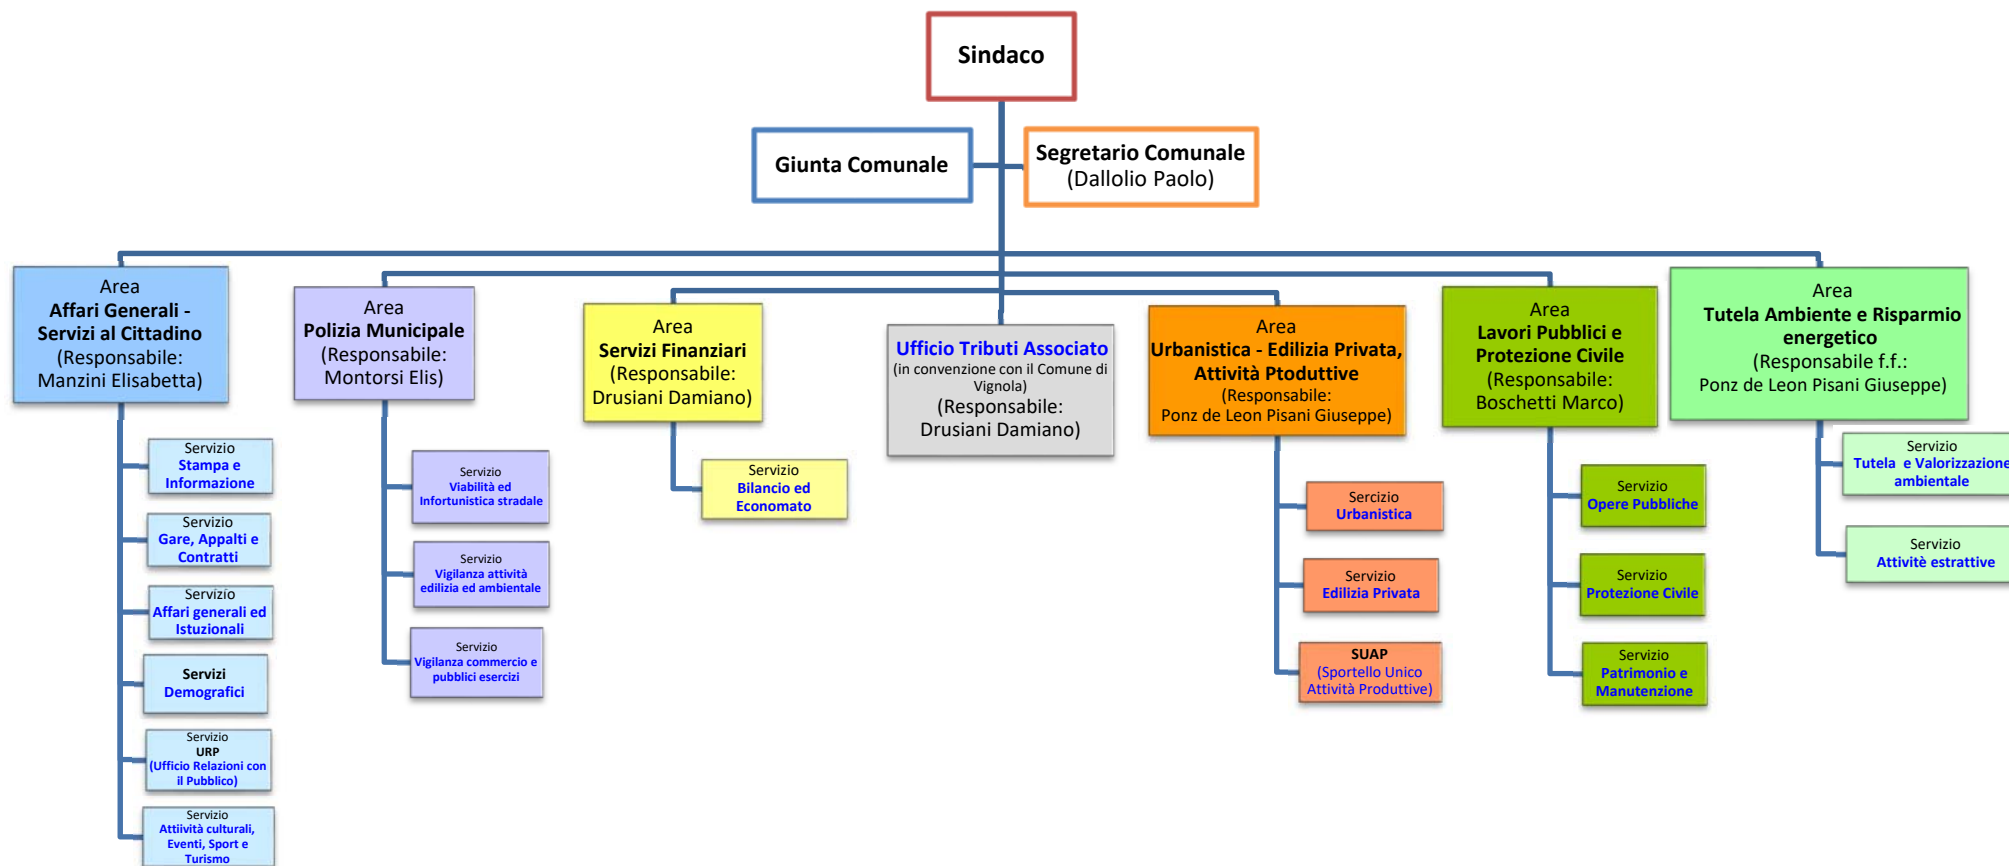 Sindaco
Giunta Comunale
Segretario Comunale
(Dallolio Paolo)
Area
Affari Generali -
Servizi al Cittadino
(Responsabile:
Manzini Elisabetta)
Servizio
Stampa e
Informazione
Servizio
Gare, Appalti e
Contratti
Servizio
Affari generali ed
Istuzionali
Servizi
Demografici
Servizio
URP
(Ufficio Relazioni con
il Pubblico)
Servizio
Attiività culturali,
Eventi, Sport e
Turismo
Area
Polizia Municipale
(Responsabile:
Montorsi Elis)
Servizio
Viabilità ed
Infortunistica stradale
Servizio
Vigilanza attività
edilizia ed ambientale
Servizio
Vigilanza commercio e
pubblici esercizi
Area
Servizi Finanziari
(Responsabile:
Drusiani Damiano)
Servizio
Bilancio ed
Economato
Ufficio Tributi Associato
(in convenzione con il Comune di
Vignola)
(Responsabile:
Drusiani Damiano)
Area
Urbanistica - Edilizia Privata,
Attività Ptoduttive
(Responsabile:
Ponz de Leon Pisani Giuseppe)
Sercizio
Urbanistica
Servizio
Edilizia Privata
SUAP
(Sportello Unico
Attività Produttive)
Area
Lavori Pubblici e
Protezione Civile
(Responsabile:
Boschetti Marco)
Servizio
Opere Pubbliche
Servizio
Protezione Civile
Servizio
Patrimonio e
Manutenzione
Area
Tutela Ambiente e Risparmio
energetico
(Responsabile f.f.:
Ponz de Leon Pisani Giuseppe)
Servizio
Tutela e Valorizzazione
ambientale
Servizio
Attivitè estrattive